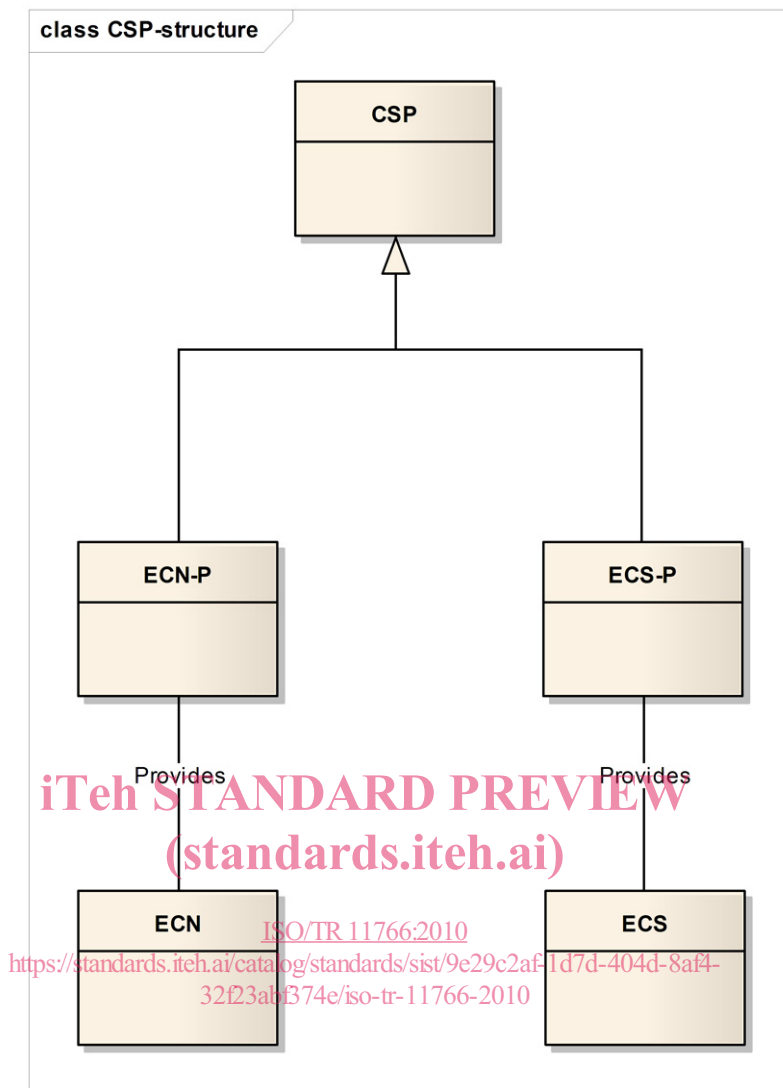 class CSP-structure
CSP
ECN-P
ECS-P
Provides
Provides
iTeh STANDARD PREVIEW
(standards.iteh.ai)
ECN
ECS
ISO/TR 11766:2010
https://standards.iteh.ai/catalog/standards/sist/9e29c2af-1d7d-404d-8af4-
32f23abf374e/iso-tr-11766-2010